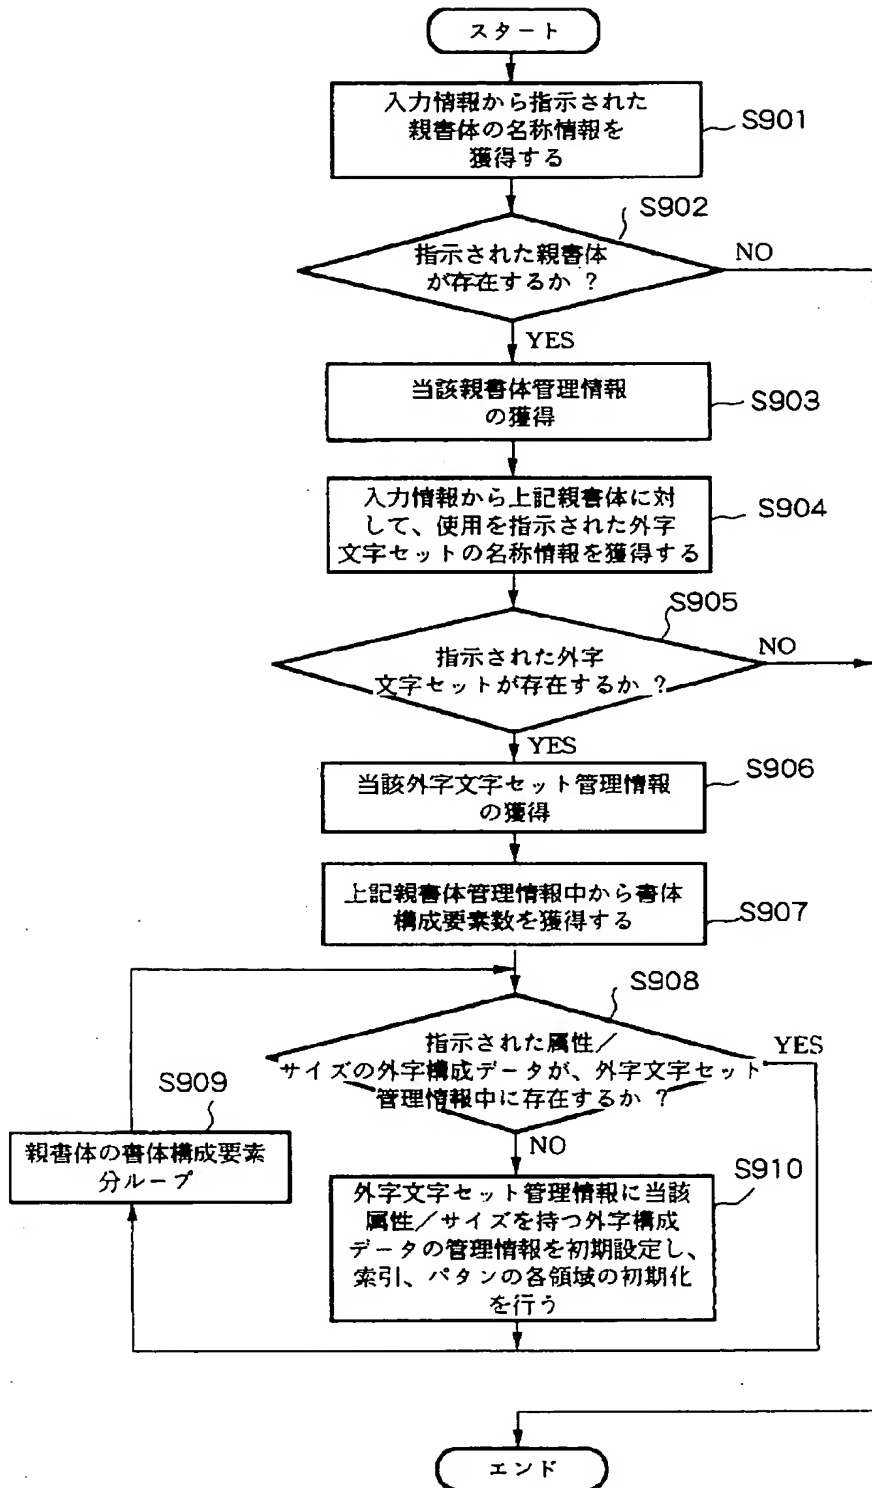 スタート
入力情報から指示された
親書体の名称情報を
獲得する
S901
S902
指示された親書体
が存在するか ?
NO
YES
当該親書体管理情報
の獲得
S903
入力情報から上記親書体に対
して、使用を指示された外字
文字セットの名称情報を獲得する
S904
S905
指示された外字
文字セットが存在するか ?
NO
YES
当該外字文字セット管理情報
の獲得
S906
上記親書体管理情報中から書体
構成要素数を獲得する
S907
S908
指示された属性/
サイズの外字構成データが、外字文字セット
管理情報中に存在するか ?
YES
NO
S909
親書体の書体構成要素
分ループ
S910
外字文字セット管理情報に当該
属性/サイズを持つ外字構成
データの管理情報を初期設定し、
索引、パタンの各領域の初期化
を行う
エンド